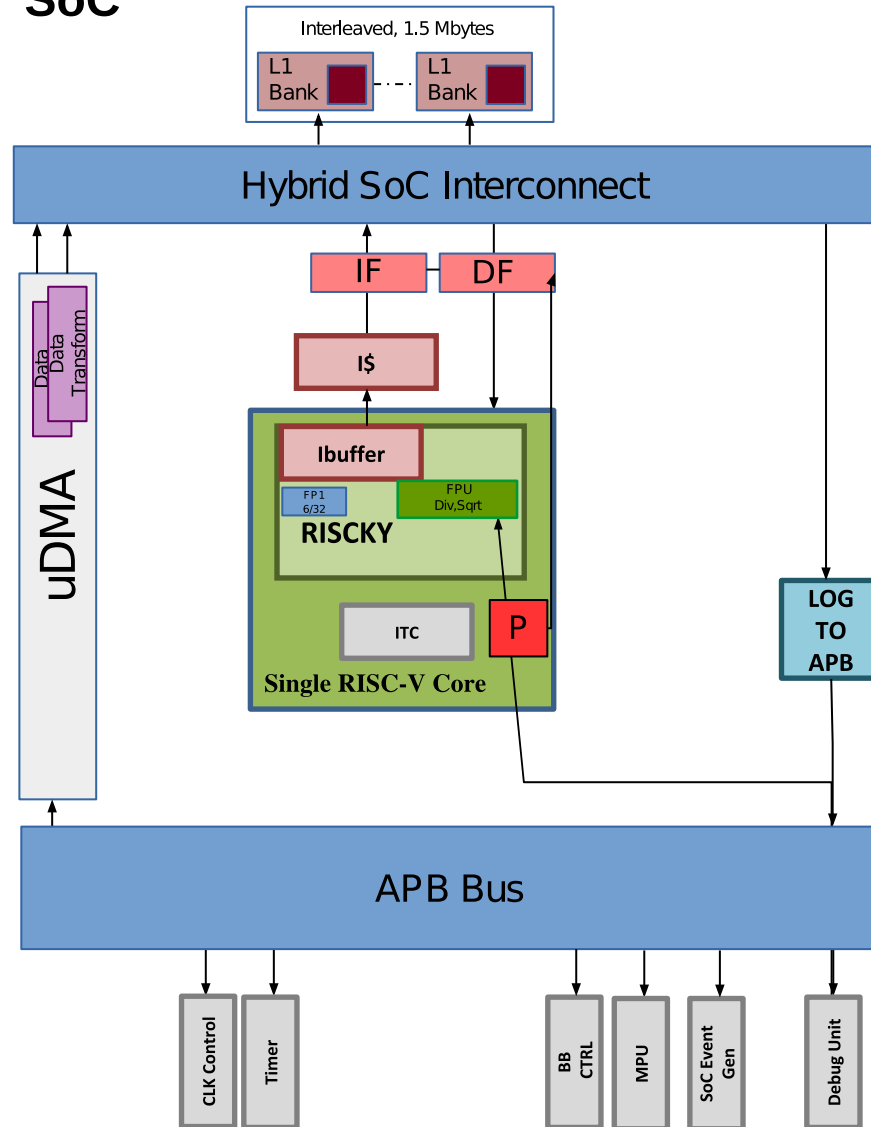 SoC
Interleaved, 1.5 Mbytes
L1
Bank
L1
Bank
Hybrid SoC Interconnect
IF
DF
Data
Data
Transform
I$
Ibuffer
FP1
6/32
FPU
Div,Sqrt
RISCKY
uDMA
ITC
P
LOG
TO
APB
Single RISC-V Core
APB Bus
CLK Control
Timer
BB
CTRL
MPU
SoC Event
Gen
Debug Unit